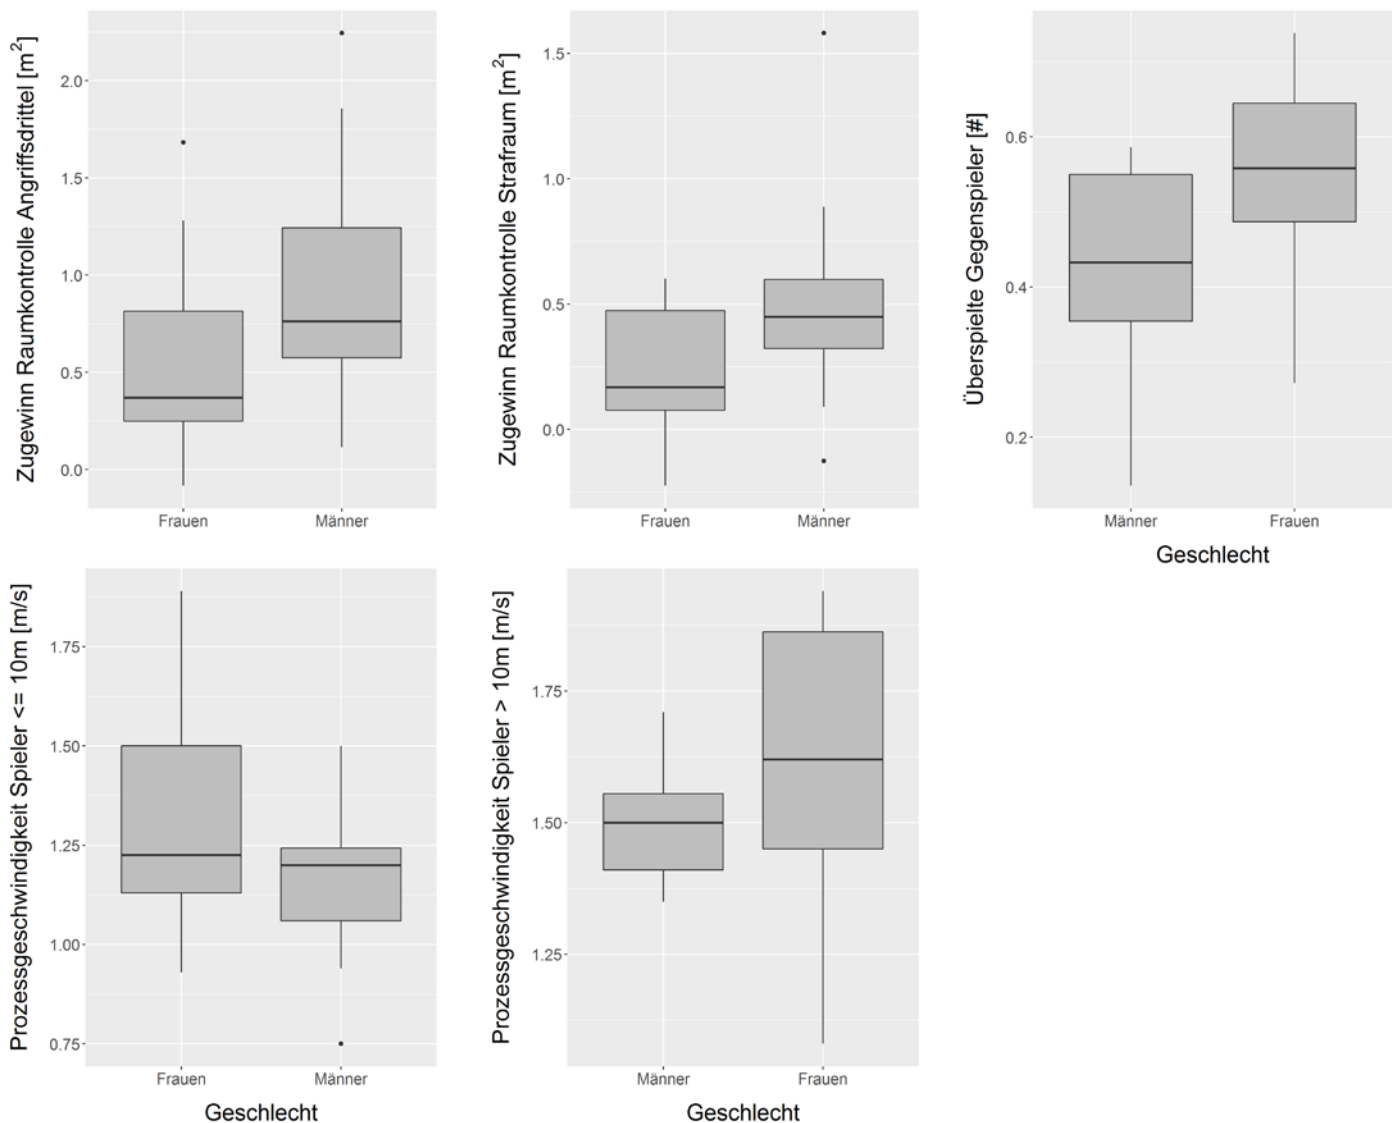 Zugewinn Raumkontrolle Angriffsdrittel [m²]
2.0
1.5
1.0
0.5
0.0
Frauen Männer
Zugewinn Raumkontrolle Strafraum [m²]
1.5
1.0
0.5
0.0
Frauen Männer
Überspielte Gegenspieler [#]
0.6
0.4
0.2
Männer Frauen
Geschlecht
Prozessgeschwindigkeit Spieler <= 10m [m/s]
1.75
1.50
1.25
1.00
0.75
Frauen Männer
Geschlecht
Prozessgeschwindigkeit Spieler > 10m [m/s]
1.75
1.50
1.25
Männer Frauen
Geschlecht